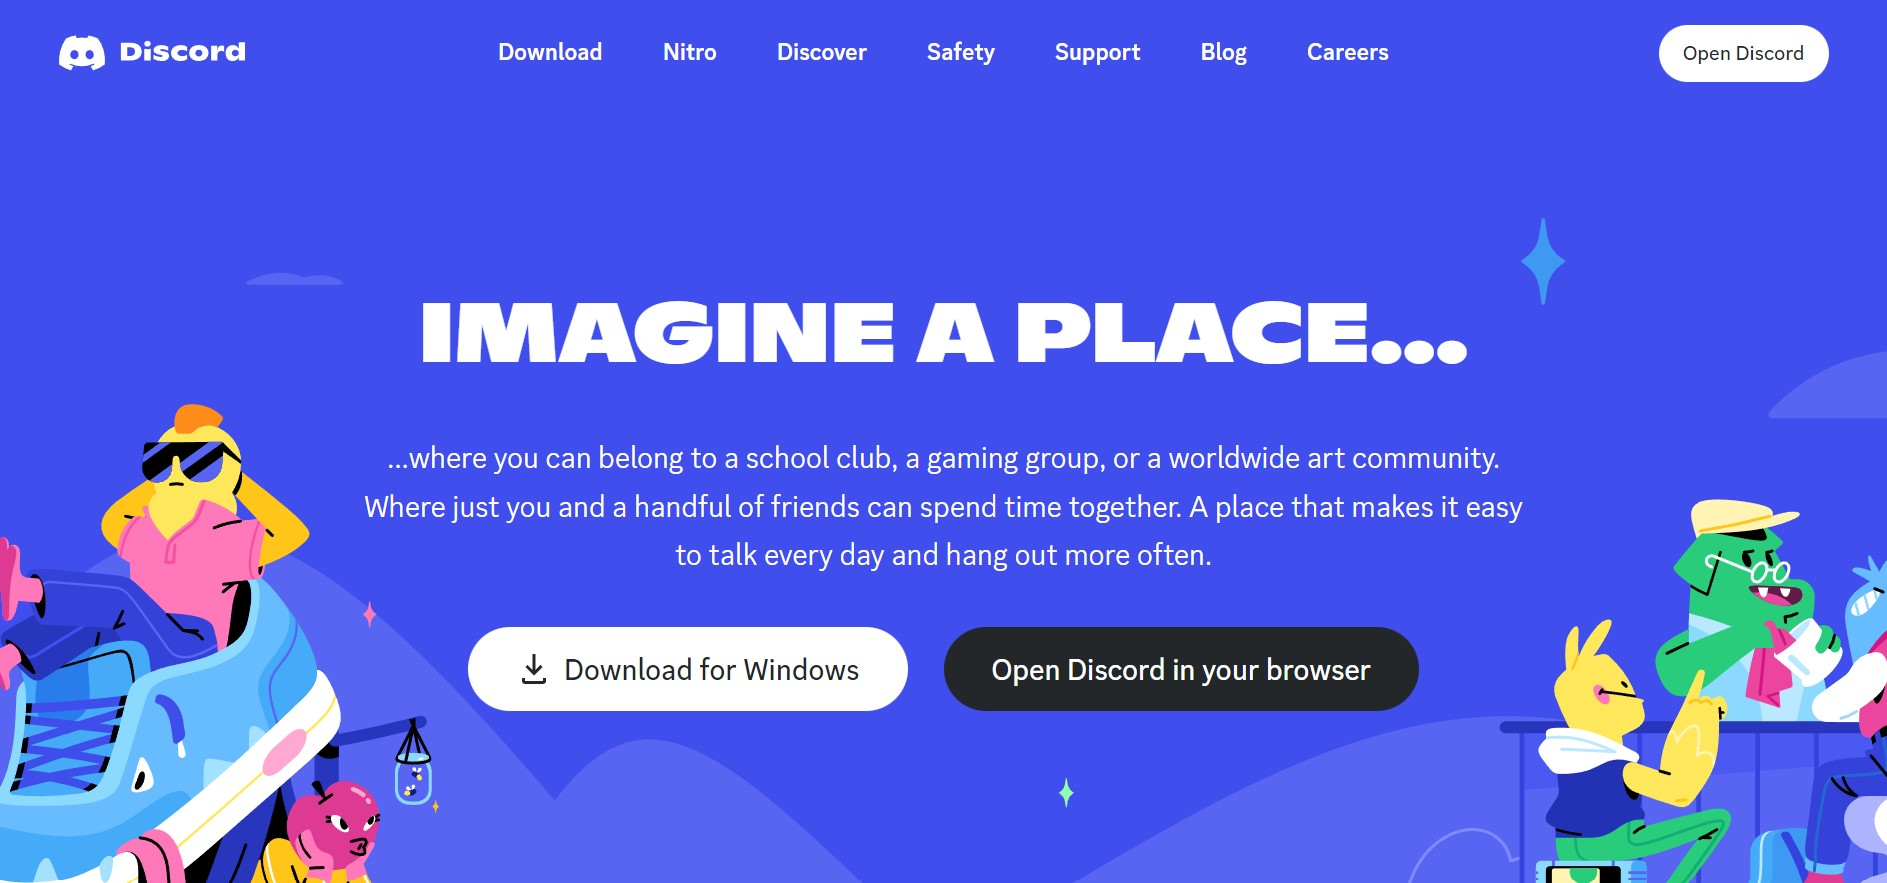 Discord
Download Nitro Discover Safety Support Blog Careers
Open Discord
IMAGINE A PLACE...
...where you can belong to a school club, a gaming group, or a worldwide art community.
Where just you and a handful of friends can spend time together. A place that makes it easy
to talk every day and hang out more often.
Download for Windows
Open Discord in your browser